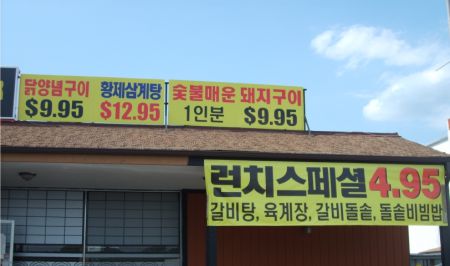 닭양념구이 황제삼계탕
$9.95 $12.95
숯불매운 돼지구이
1인분 $9.95
런치스페셜 4.95
갈비탕, 육계장, 갈비돌솥, 돌솥비빔밥